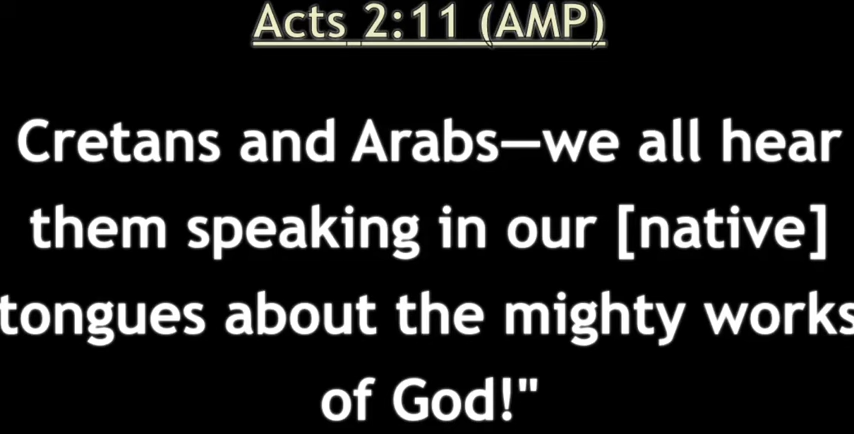 Acts 2:11 (AMP)
Cretans and Arabs—we all hear
them speaking in our [native]
tongues about the mighty works
of God!"